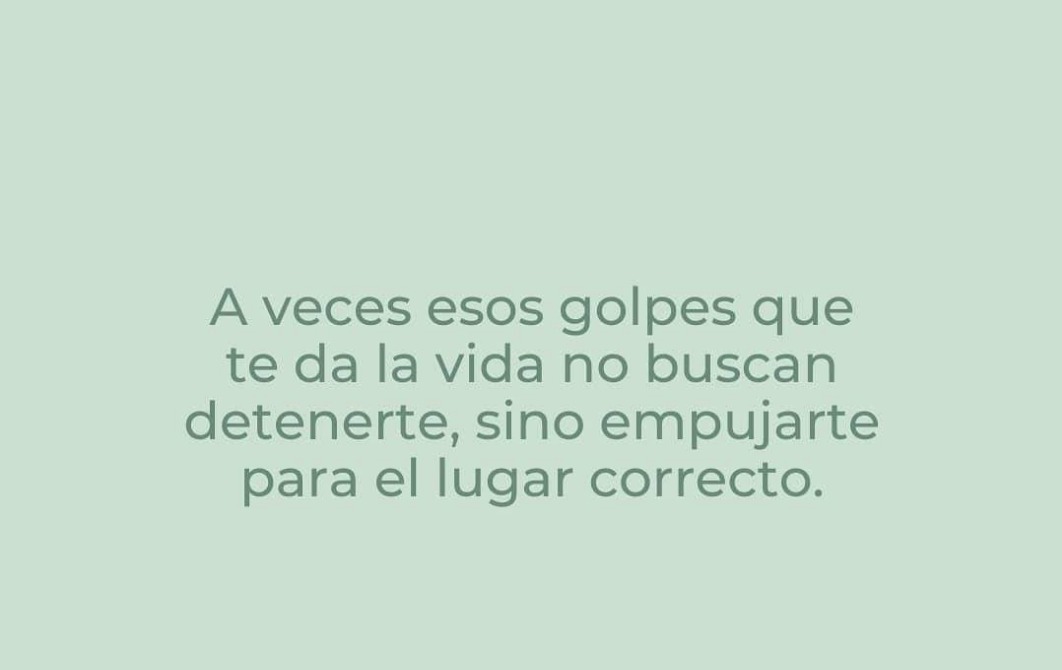 A veces esos golpes que
te da la vida no buscan
detenerte, sino empujarte
para el lugar correcto.